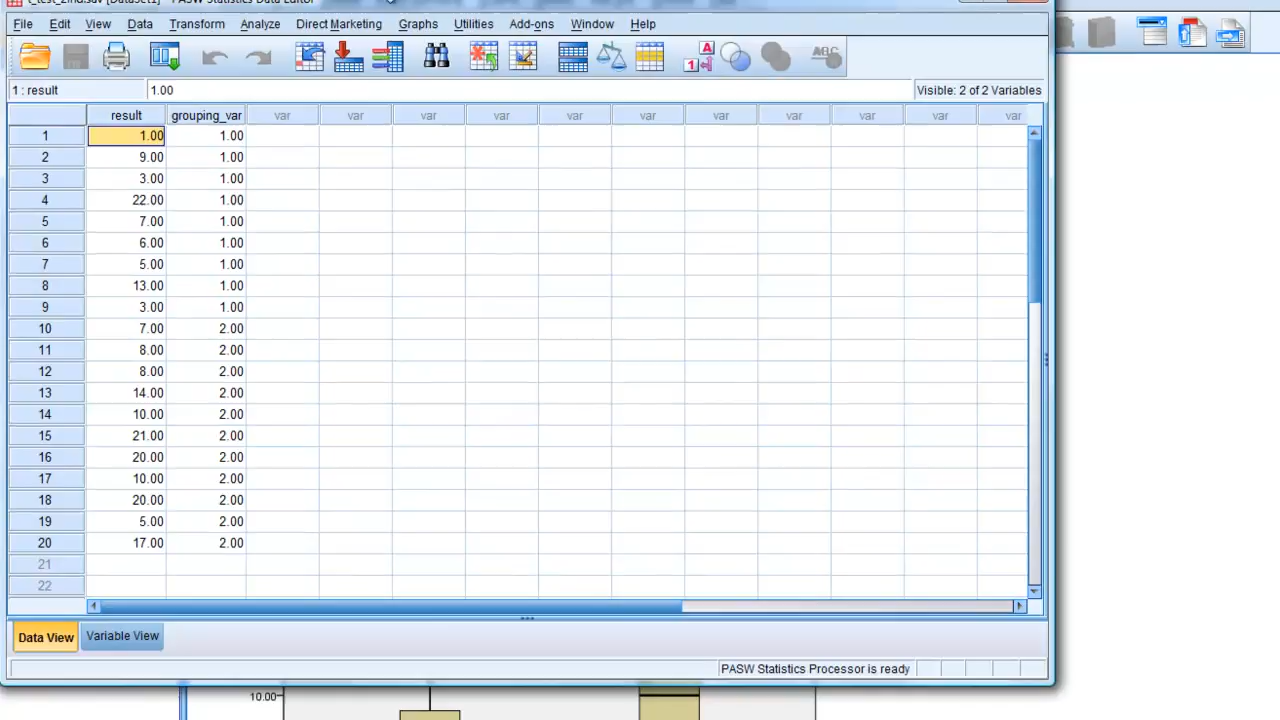 t_test_2ind.sav [DataSet1] - PASW Statistics Data Editor
File Edit View Data Transform Analyze Direct Marketing Graphs Utilities Add-ons Window Help
1 : result 1.00 Visible: 2 of 2 Variables
result grouping_var var var var var var var var var var var var
1 1.00 1.00
2 9.00 1.00
3 3.00 1.00
4 22.00 1.00
5 7.00 1.00
6 6.00 1.00
7 5.00 1.00
8 13.00 1.00
9 3.00 1.00
10 7.00 2.00
11 8.00 2.00
12 8.00 2.00
13 14.00 2.00
14 10.00 2.00
15 21.00 2.00
16 20.00 2.00
17 10.00 2.00
18 20.00 2.00
19 5.00 2.00
20 17.00 2.00
21
22
Data View Variable View
PASW Statistics Processor is ready
10.00